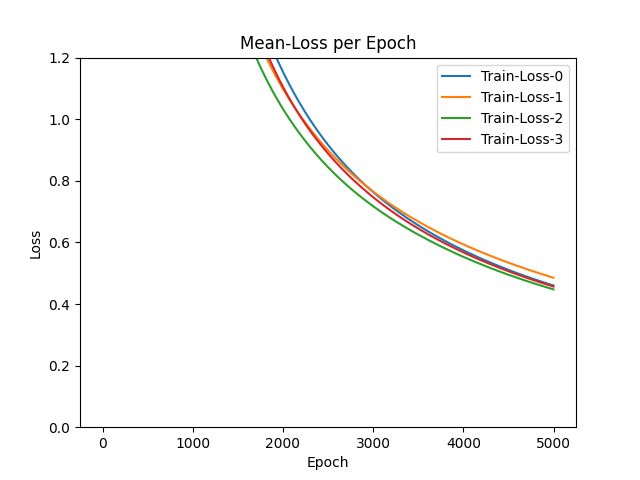 Mean-Loss per Epoch
1.2
1.0
0.8
0.6
0.4
0.2
0.0
Loss
Train-Loss-0
Train-Loss-1
Train-Loss-2
Train-Loss-3
0 1000 2000 3000 4000 5000
Epoch